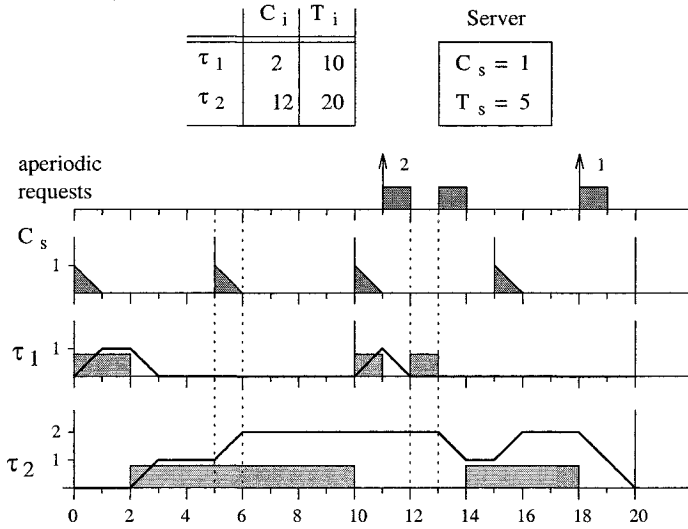 C i T i Server
τ 1 2 10 C s = 1
τ 2 12 20 T s = 5
aperiodic
requests
2 1
C s
1
τ 1
1
τ 2
2
1
0 2 4 6 8 10 12 14 16 18 20